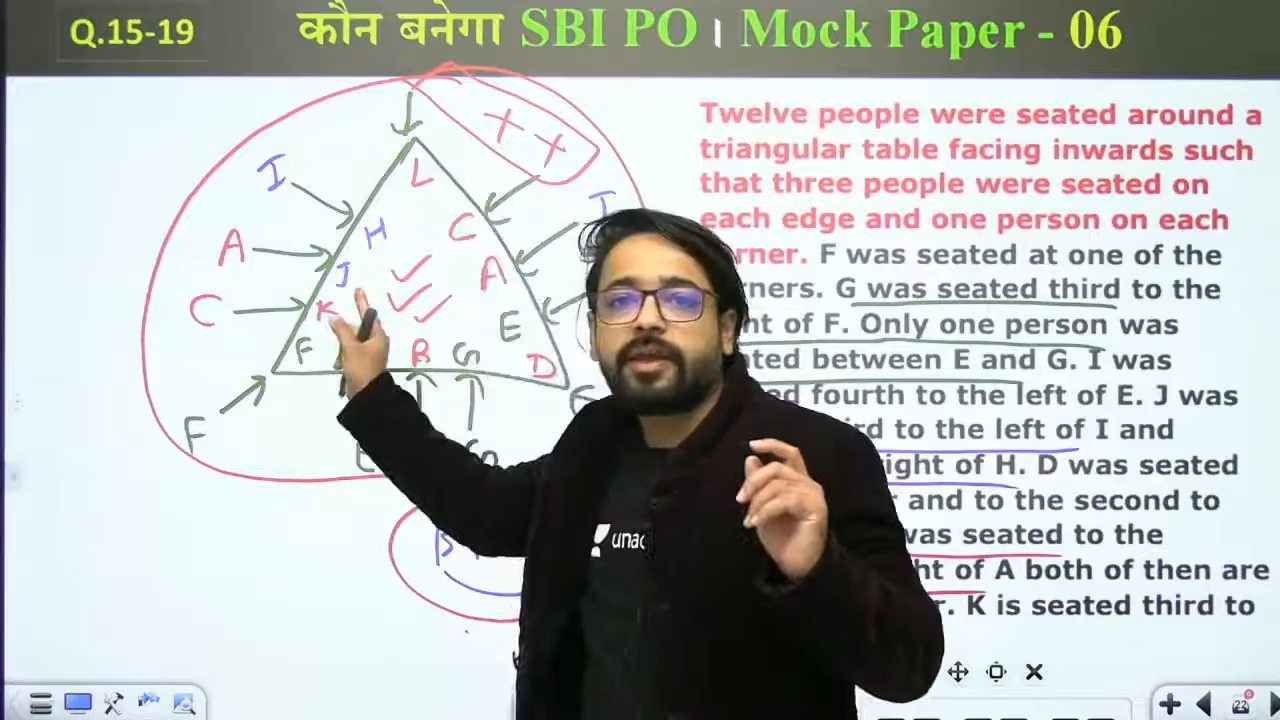 Q.15-19
कौन बनेगा SBI PO । Mock Paper - 06
Twelve people were seated around a
triangular table facing inwards such
that three people were seated on
each edge and one person on each
F was seated at one of the
G was seated third to the
of F. Only one person was
between E and G. I was
fourth to the left of E. J was
to the left of I and
of H. D was seated
and to the second to
was seated to the
of A both of then are
K is seated third to
L
I
H
C
A
J
A
C
K
E
F
B
G
D
F
unac
23